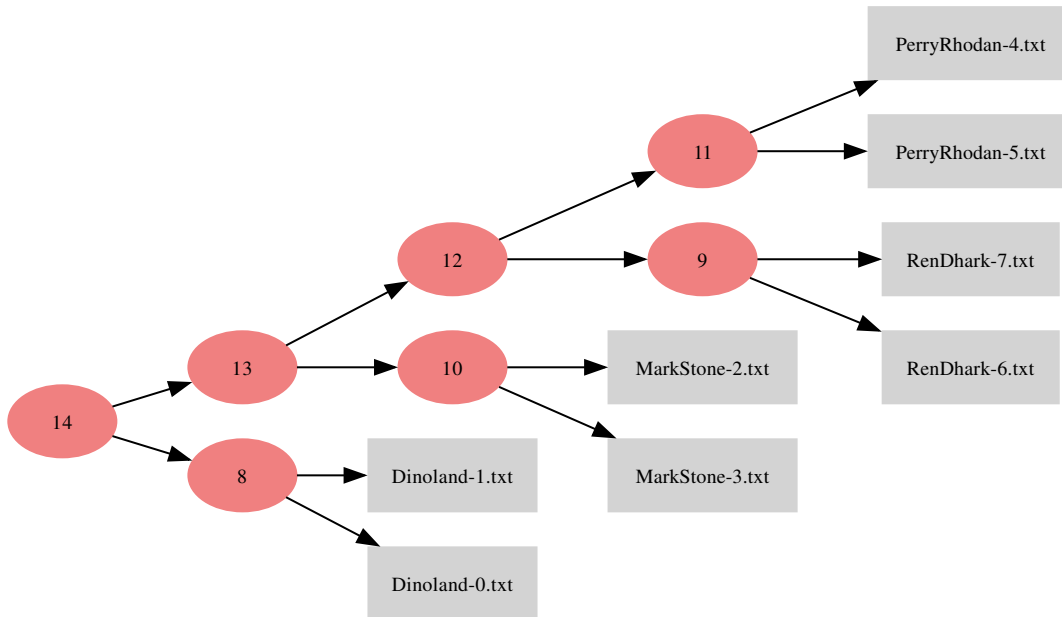 PerryRhodan-4.txt
11
PerryRhodan-5.txt
12
9
RenDhark-7.txt
13
10
MarkStone-2.txt
RenDhark-6.txt
14
8
Dinoland-1.txt
MarkStone-3.txt
Dinoland-0.txt